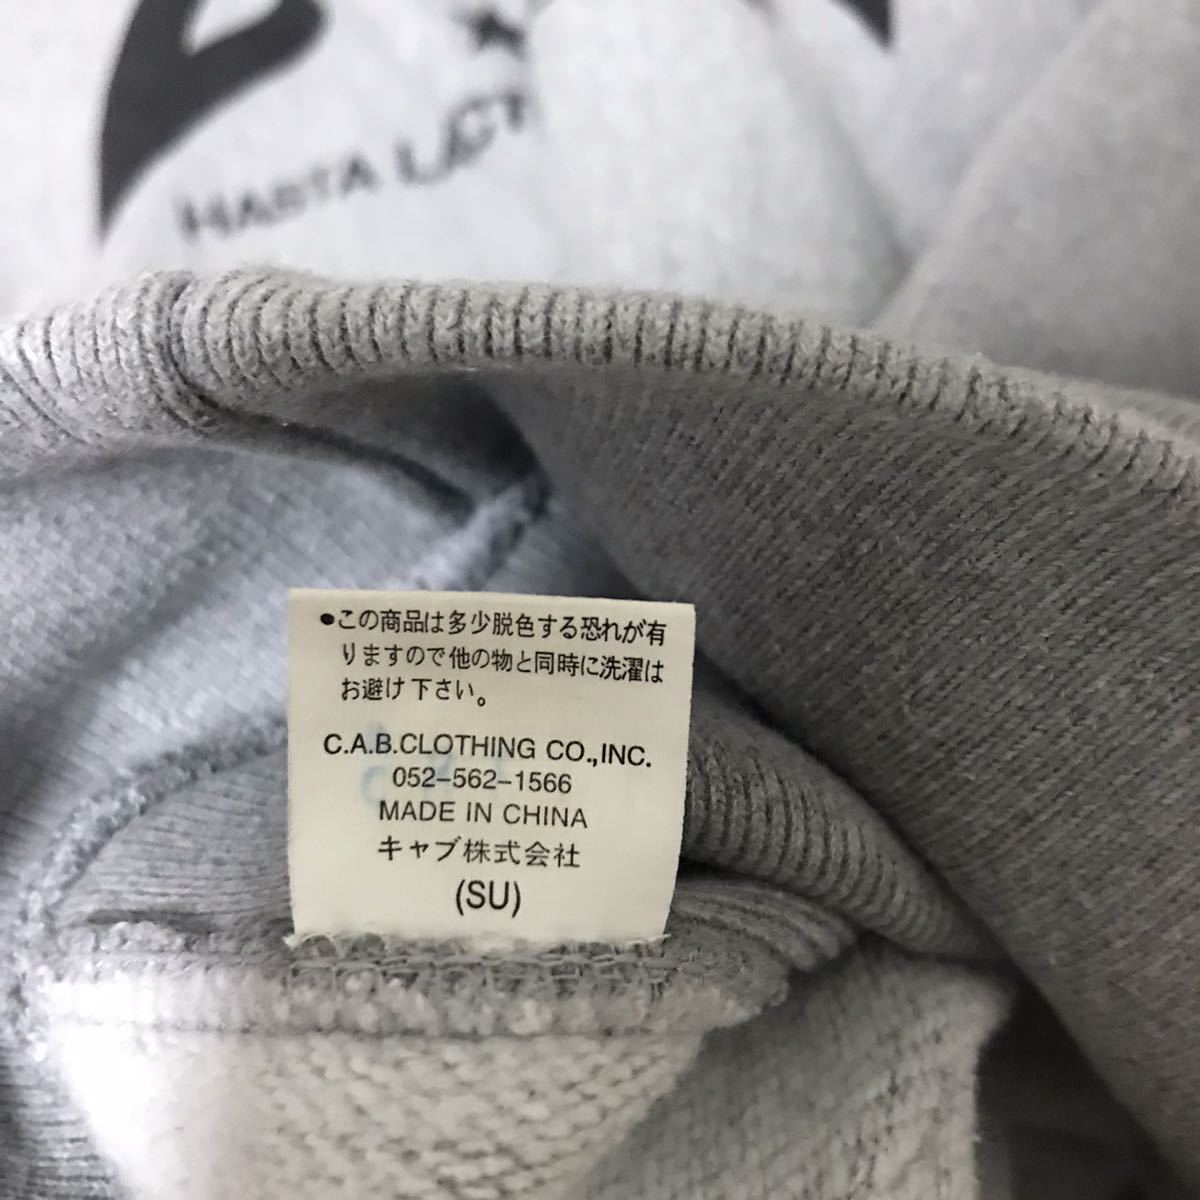 HASTA
●この商品は多少脱色する恐れが有
りますので他の物と同時に洗濯は
お避け下さい。
C.A.B.CLOTHING CO.,INC.
052-562-1566
MADE IN CHINA
キャブ株式会社
(SU)